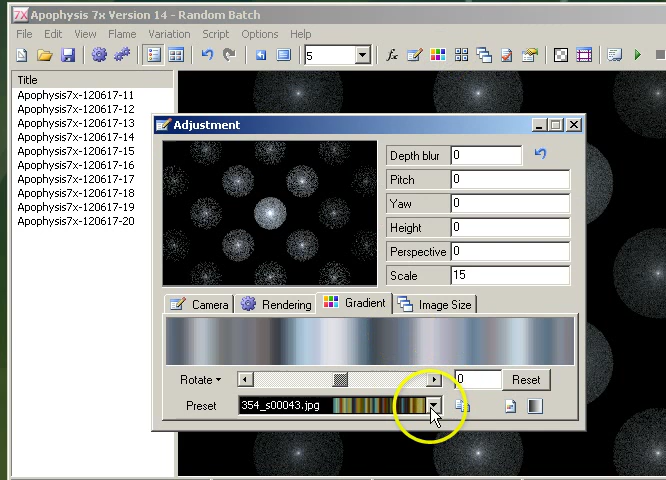 7X Apophysis 7x Version 14 - Random Batch
File Edit View Flame Variation Script Options Help
5 fx
Title
Apophysis7x-120617-11
Apophysis7x-120617-12
Apophysis7x-120617-13
Apophysis7x-120617-14
Apophysis7x-120617-15
Apophysis7x-120617-16
Apophysis7x-120617-17
Apophysis7x-120617-18
Apophysis7x-120617-19
Apophysis7x-120617-20
Adjustment
Depth blur 0
Pitch 0
Yaw 0
Height 0
Perspective 0
Scale 15
Camera Rendering Gradient Image Size
Rotate 0 Reset
Preset 354_s00043.jpg